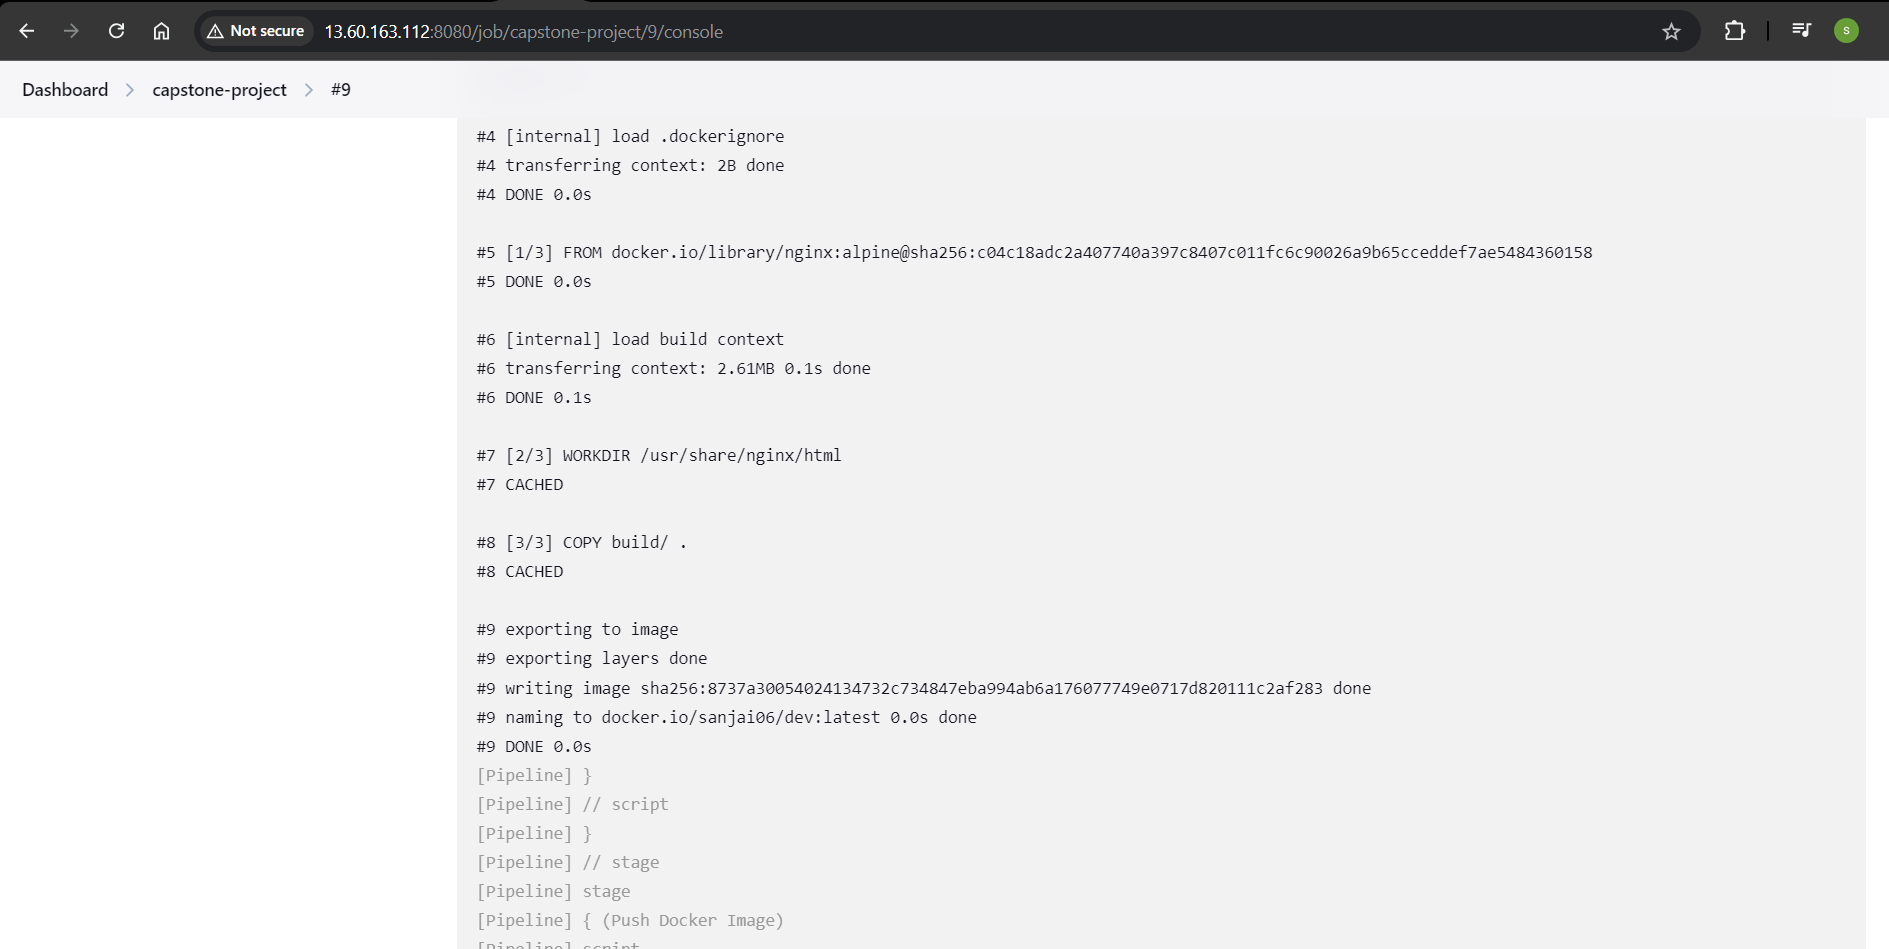 Not secure 13.60.163.112:8080/job/capstone-project/9/console
s
Dashboard > capstone-project > #9
#4 [internal] load .dockerignore
#4 transferring context: 2B done
#4 DONE 0.0s
#5 [1/3] FROM docker.io/library/nginx:alpine@sha256:c04c18adc2a407740a397c8407c011fc6c90026a9b65cceddef7ae5484360158
#5 DONE 0.0s
#6 [internal] load build context
#6 transferring context: 2.61MB 0.1s done
#6 DONE 0.1s
#7 [2/3] WORKDIR /usr/share/nginx/html
#7 CACHED
#8 [3/3] COPY build/ .
#8 CACHED
#9 exporting to image
#9 exporting layers done
#9 writing image sha256:8737a30054024134732c734847eba994ab6a176077749e0717d820111c2af283 done
#9 naming to docker.io/sanjai06/dev:latest 0.0s done
#9 DONE 0.0s
[Pipeline] }
[Pipeline] // script
[Pipeline] }
[Pipeline] // stage
[Pipeline] stage
[Pipeline] { (Push Docker Image)
[Pipeline] script